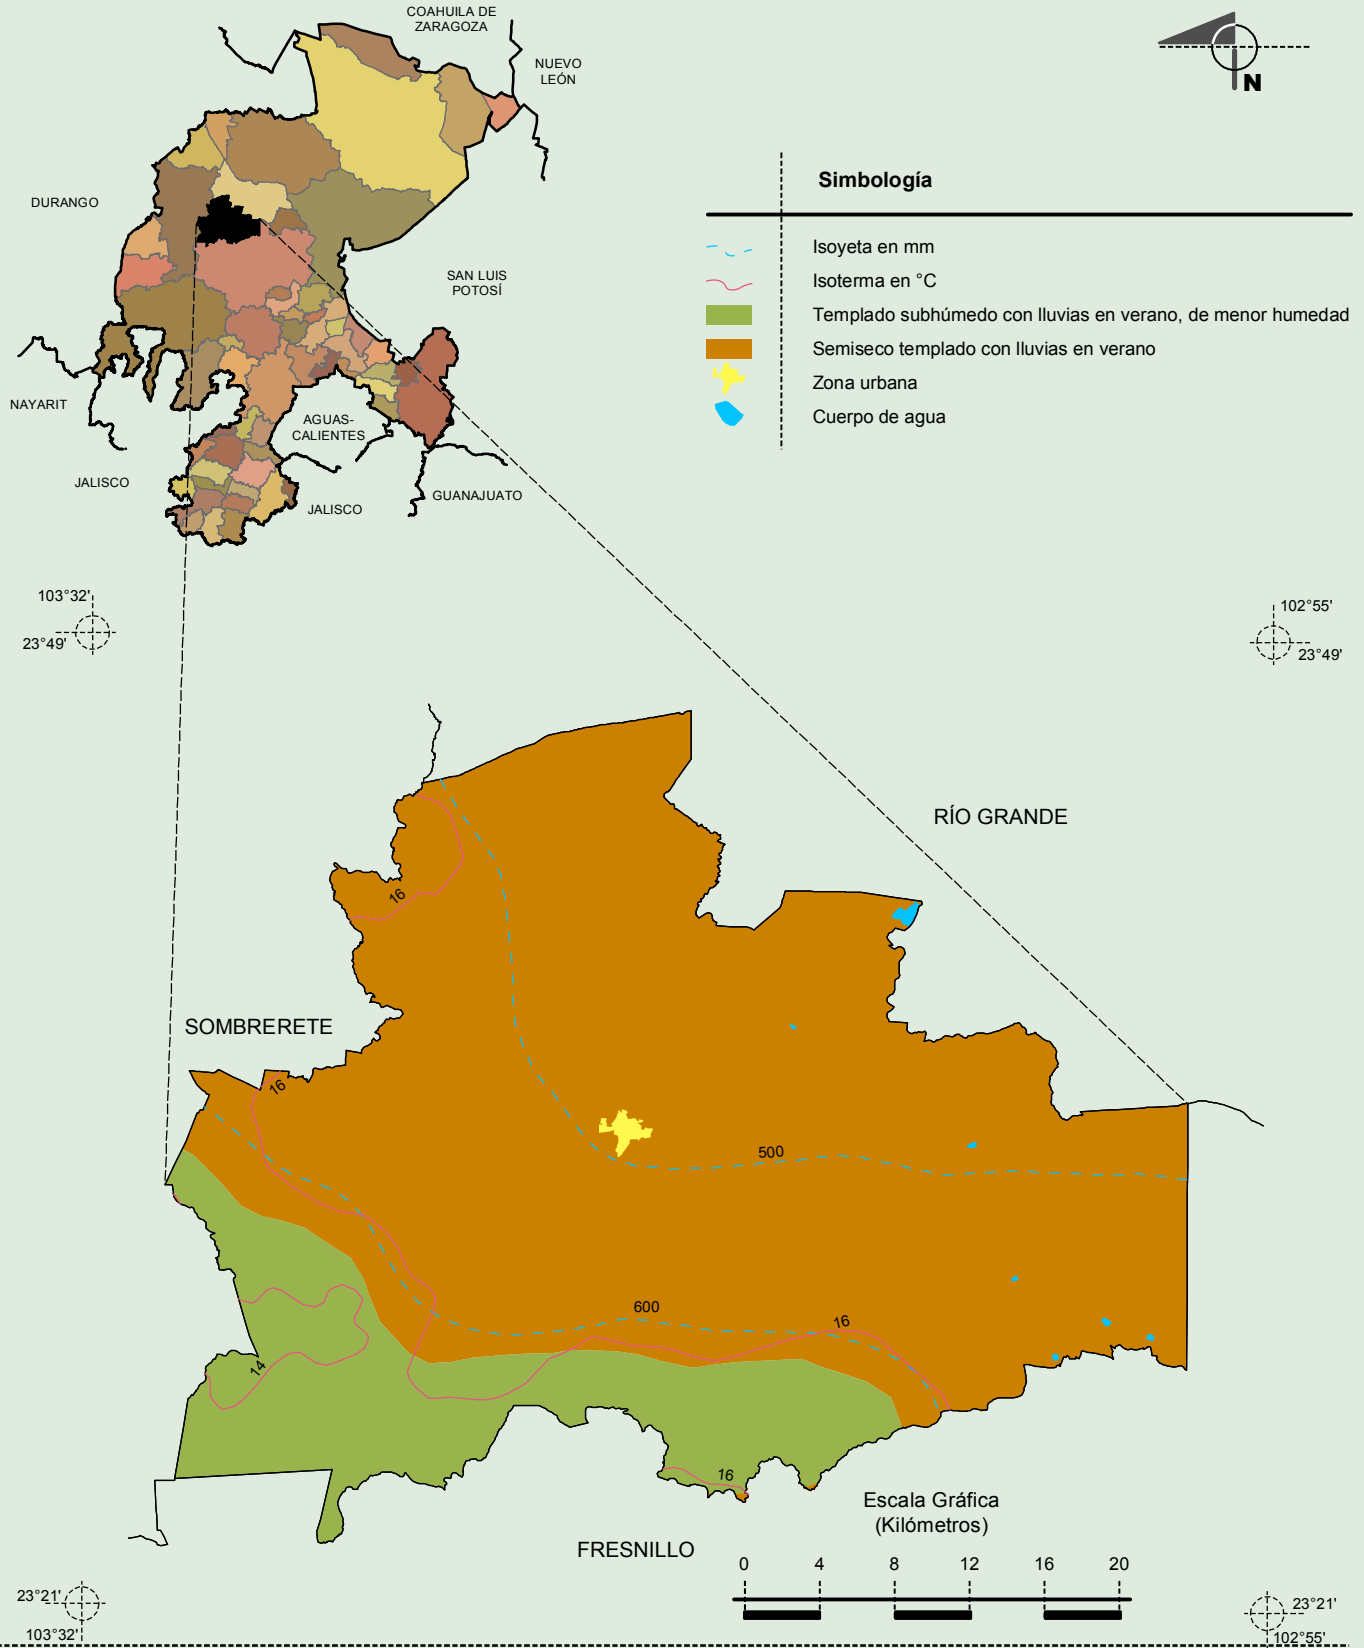 COAHUILA DE
ZARAGOZA
NUEVO
LEÓN
N
DURANGO
SAN LUIS
POTOSÍ
NAYARIT
AGUAS-
CALIENTES
JALISCO
JALISCO
GUANAJUATO
Simbología
Isoyeta en mm
Isoterma en °C
Templado subhúmedo con lluvias en verano, de menor humedad
Semiseco templado con lluvias en verano
Zona urbana
Cuerpo de agua
103°32'
23°49'
102°55'
23°49'
RÍO GRANDE
16
SOMBRERETE
16
500
600
16
14
16
FRESNILLO
Escala Gráfica
(Kilómetros)
0 4 8 12 16 20
23°21'
103°32'
23°21'
102°55'